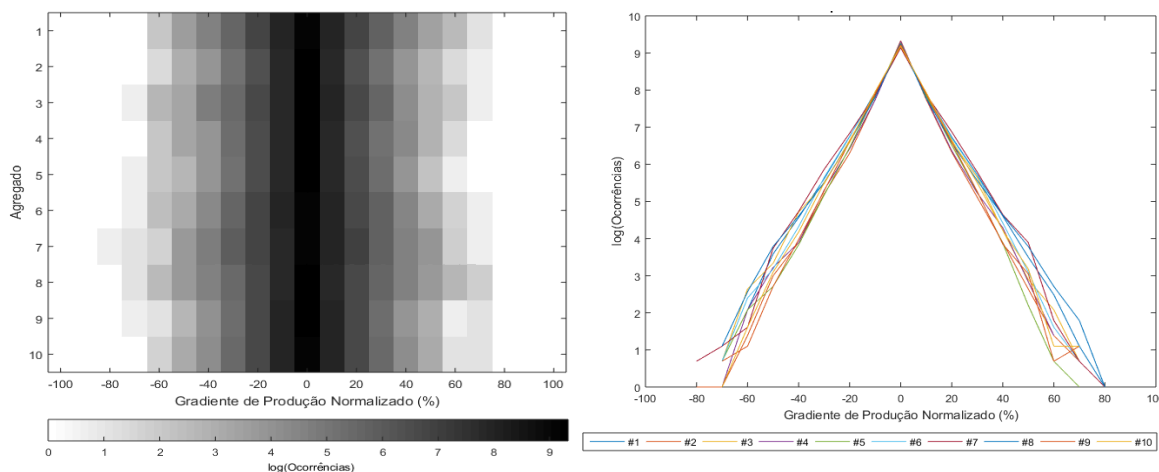 1
2
3
4
5
6
7
8
9
10
Agregado
-100 -80 -60 -40 -20 0 20 40 60 80 100
Gradiente de Produção Normalizado (%)
0 1 2 3 4 5 6 7 8 9
log(Ocorrências)
10
9
8
7
6
5
4
3
2
1
0
log(Ocorrências)
-100 -80 -60 -40 -20 0 20 40 60 80 100
Gradiente de Produção Normalizado (%)
#1 #2 #3 #4 #5 #6 #7 #8 #9 #10